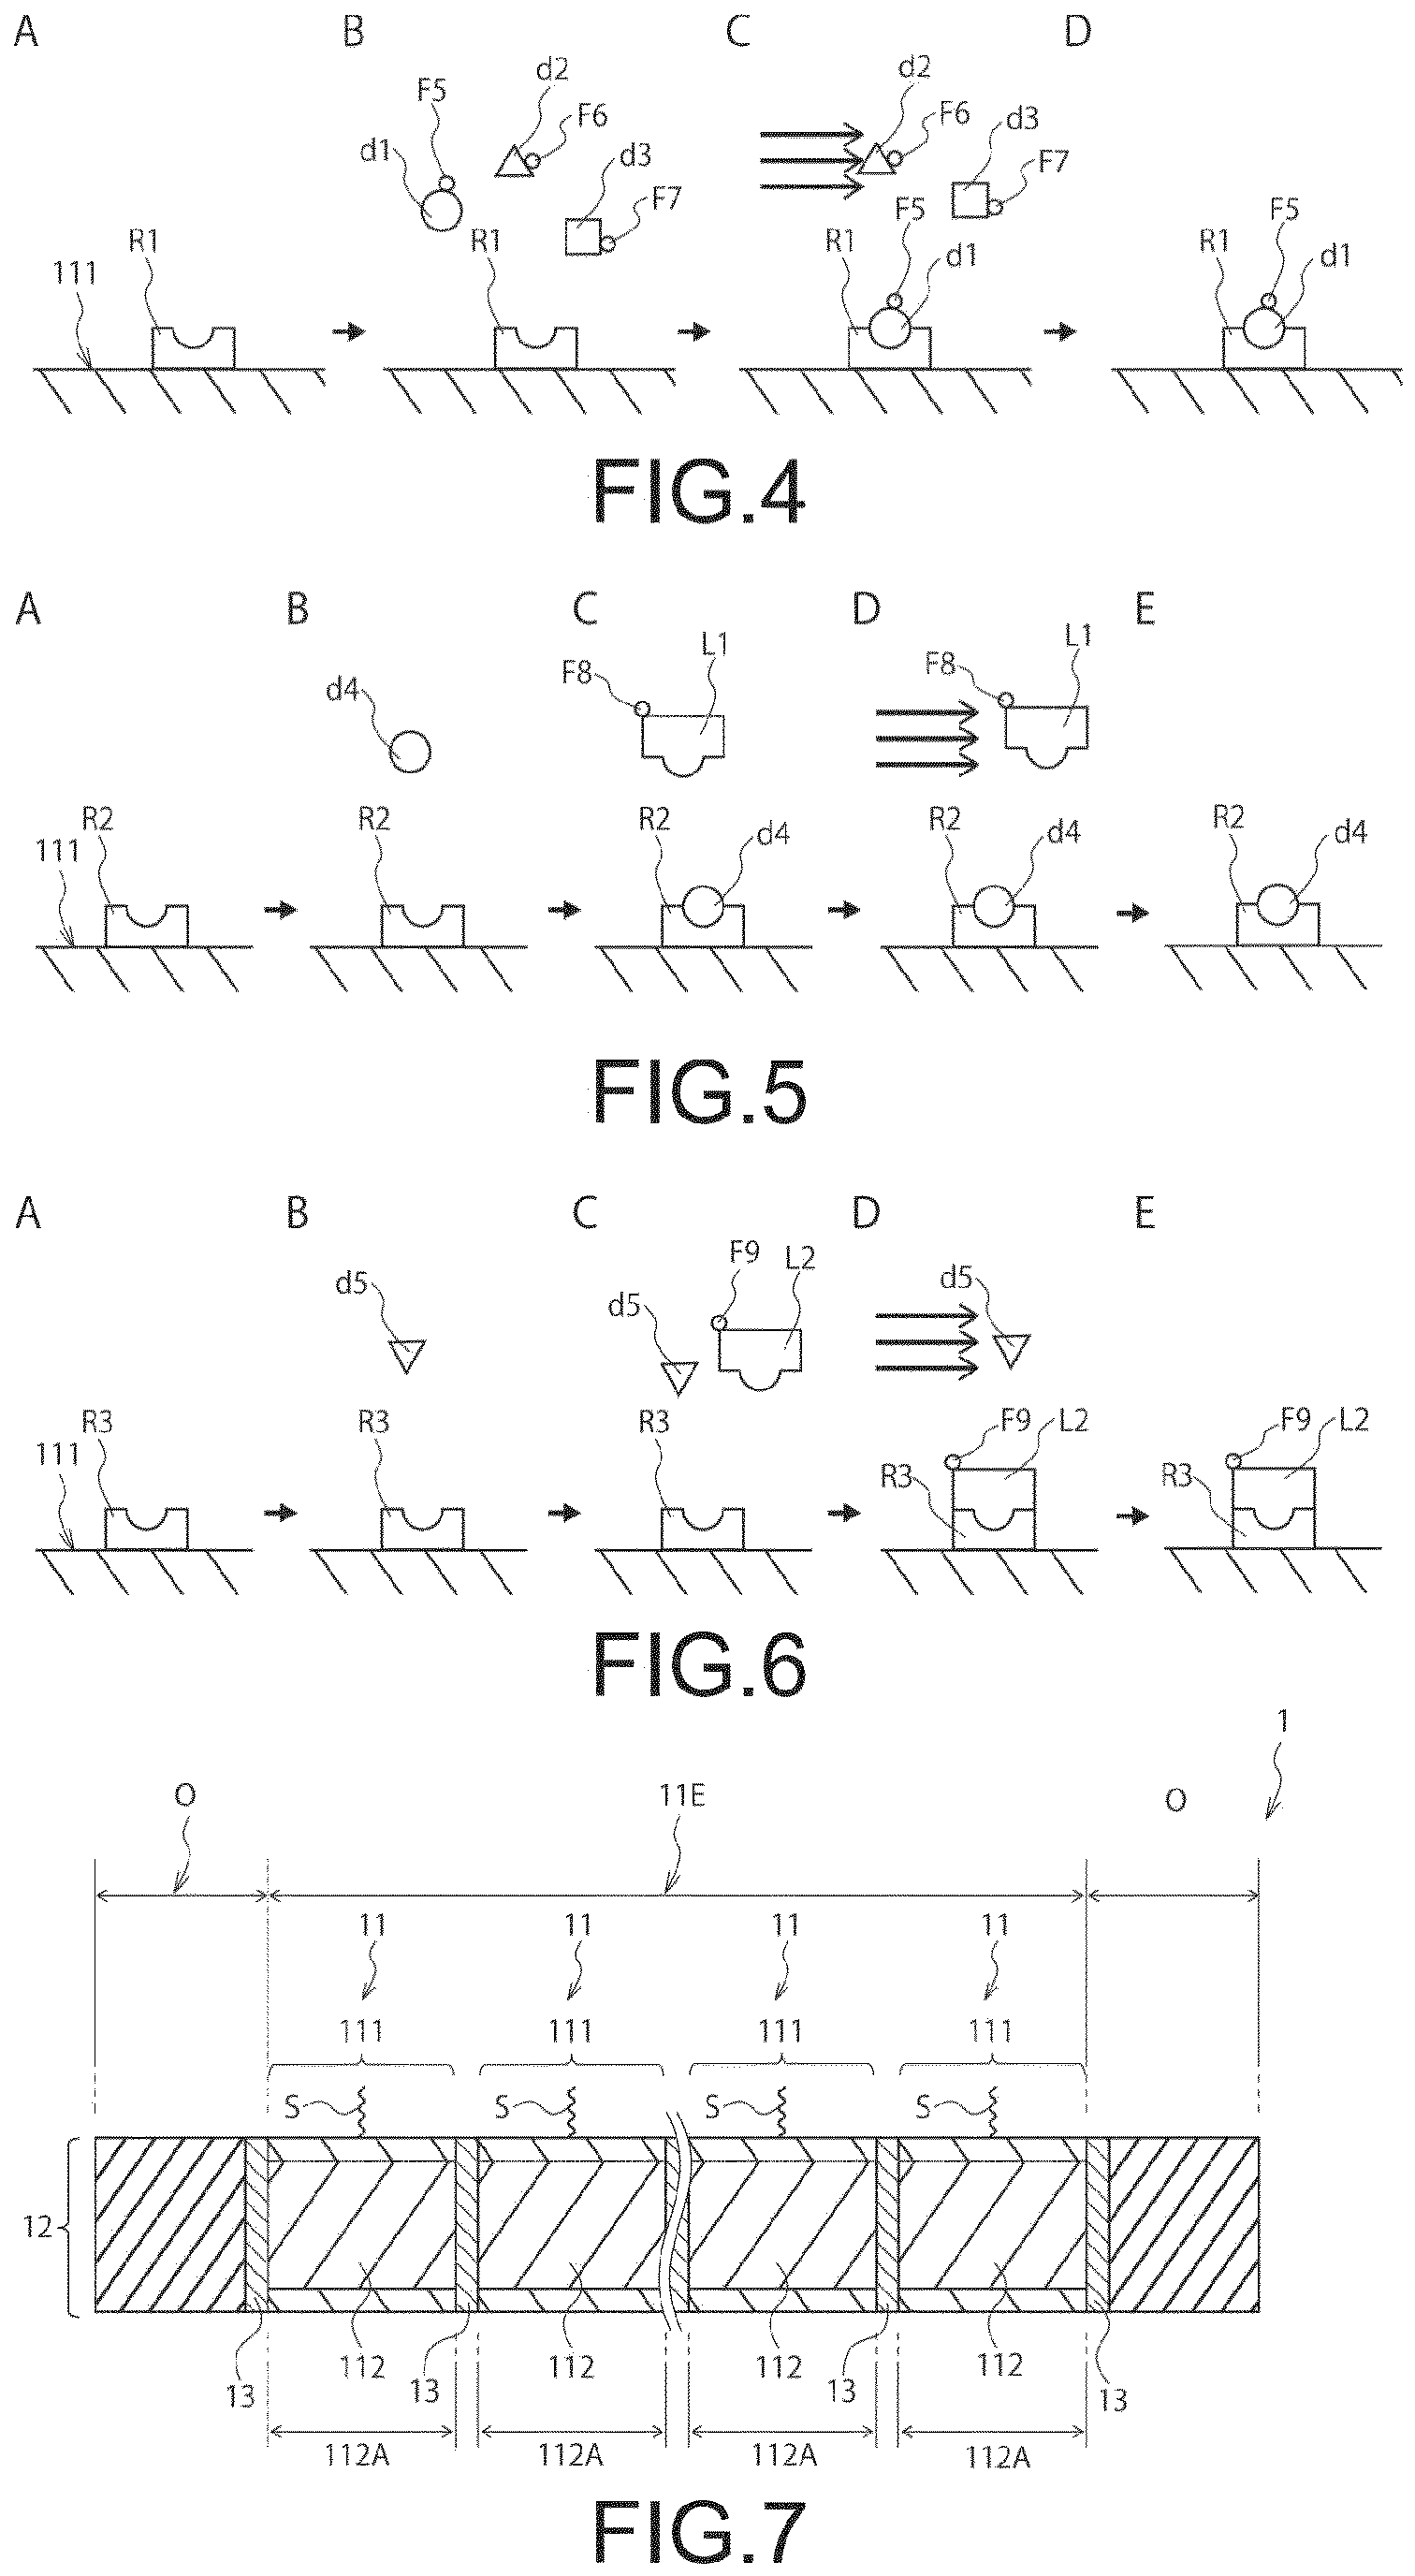 A B C D
d2 d2
F5 F6 F6
d1 d3 d3
F7 F7
R1 R1 R1 F5 d1 R1 F5 d1
111
FIG.4
A B C D E
L1 L1
d4 F8 F8
R2 R2 R2 d4 R2 d4 R2 d4
111
FIG.5
A B C D E
F9 L2
d5 d5 d5
R3 R3 R3 F9 L2 F9 L2
111 R3 R3
FIG.6
1
O 11E O
11 11 11 11
111 111 111 111
S S S S
12
112 112 112 112
13 13 13 13
112A 112A 112A 112A
FIG.7